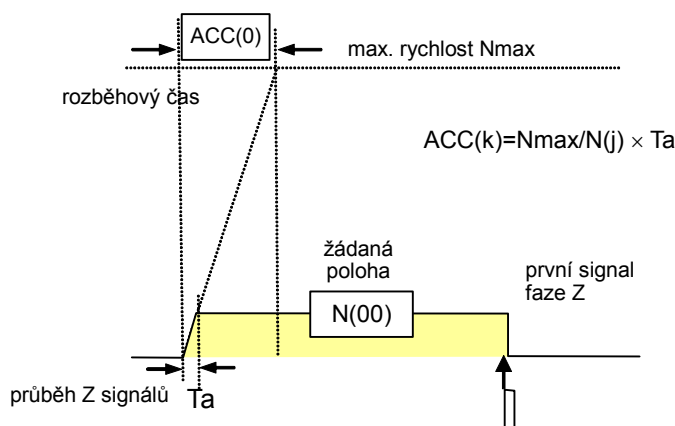 ACC(0)
max. rychlost Nmax
rozběhový čas
ACC(k)=Nmax/N(j) × Ta
žádaná
poloha
první signal
faze Z
N(00)
průběh Z signálů
Ta